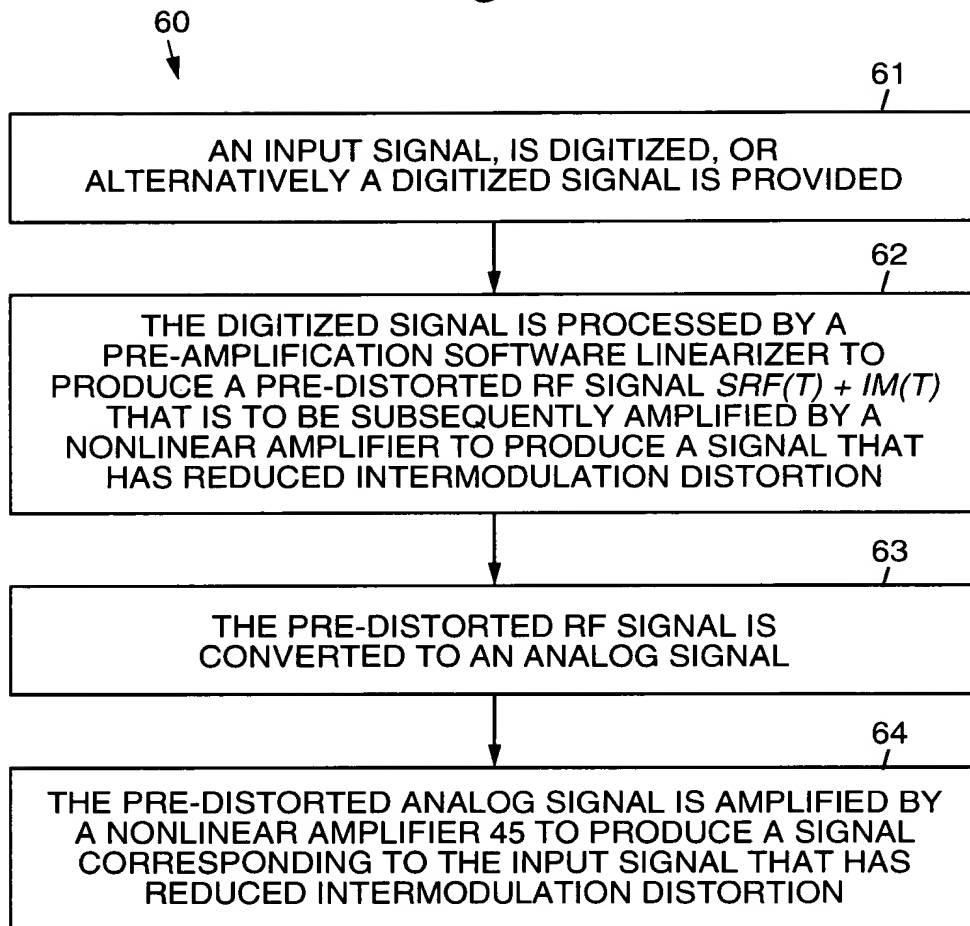 60
61
AN INPUT SIGNAL, IS DIGITIZED, OR
ALTERNATIVELY A DIGITIZED SIGNAL IS PROVIDED
62
THE DIGITIZED SIGNAL IS PROCESSED BY A
PRE-AMPLIFICATION SOFTWARE LINEARIZER TO
PRODUCE A PRE-DISTORTED RF SIGNAL SRF(T) + IM(T)
THAT IS TO BE SUBSEQUENTLY AMPLIFIED BY A
NONLINEAR AMPLIFIER TO PRODUCE A SIGNAL THAT
HAS REDUCED INTERMODULATION DISTORTION
63
THE PRE-DISTORTED RF SIGNAL IS
CONVERTED TO AN ANALOG SIGNAL
64
THE PRE-DISTORTED ANALOG SIGNAL IS AMPLIFIED BY
A NONLINEAR AMPLIFIER 45 TO PRODUCE A SIGNAL
CORRESPONDING TO THE INPUT SIGNAL THAT HAS
REDUCED INTERMODULATION DISTORTION